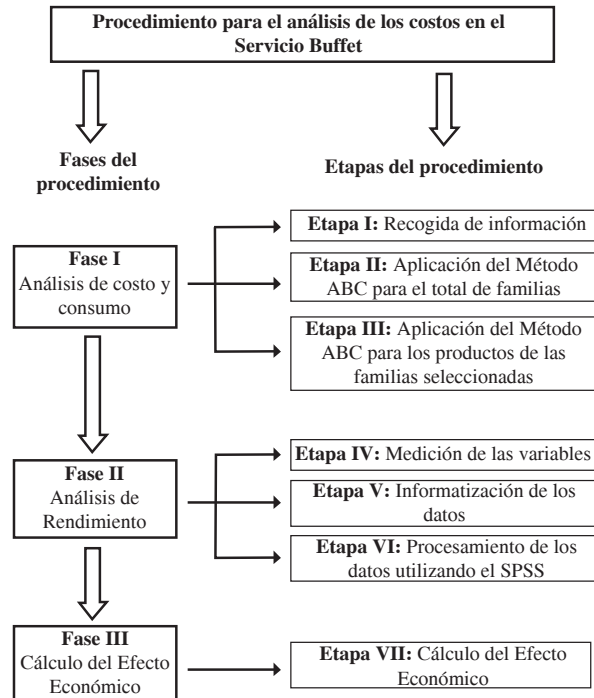 Procedimiento para el análisis de los costos en el
Servicio Buffet
Fases del
procedimiento
Etapas del procedimiento
Fase I
Análisis de costo y
consumo
Etapa I: Recogida de información
Etapa II: Aplicación del Método
ABC para el total de familias
Etapa III: Aplicación del Método
ABC para los productos de las
familias seleccionadas
Fase II
Análisis de
Rendimiento
Etapa IV: Medición de las variables
Etapa V: Informatización de los
datos
Etapa VI: Procesamiento de los
datos utilizando el SPSS
Fase III
Cálculo del Efecto
Económico
Etapa VII: Cálculo del Efecto
Económico